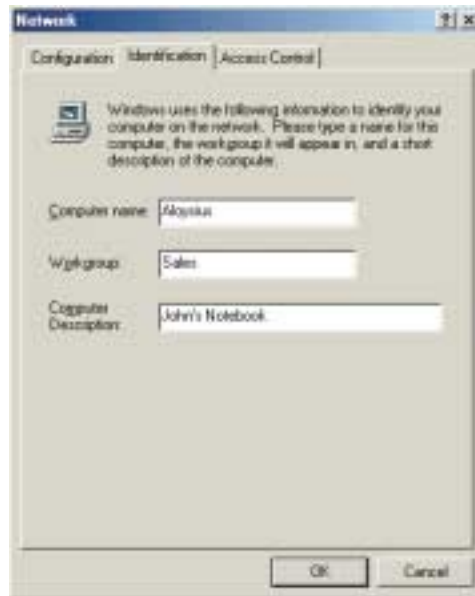 Network
Configuration Identification Access Control
Windows uses the following information to identify your
computer on the network. Please type a name for this
computer, the workgroup it will appear in, and a short
description of the computer.
Computer name: Aloysius
Workgroup: Sales
Computer
Description: John's Notebook
OK Cancel